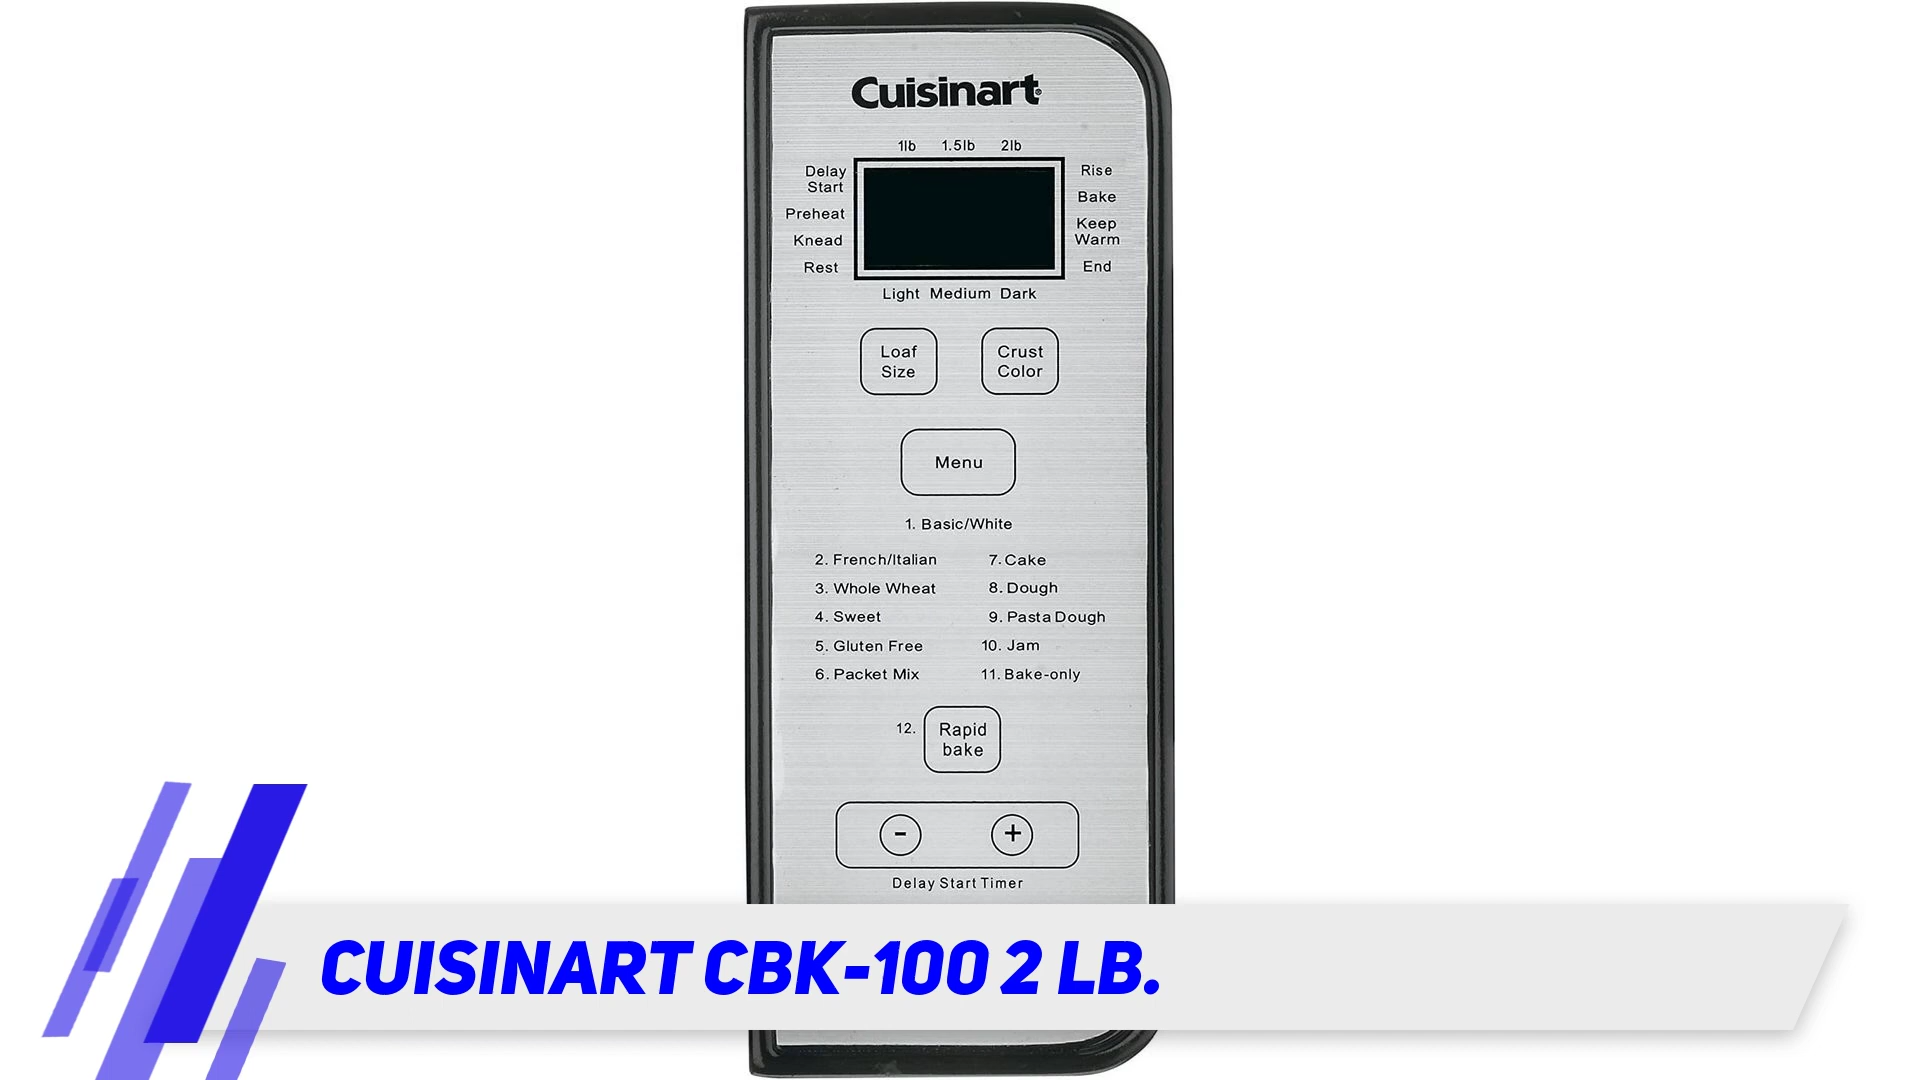 Cuisinart®
1lb 1.5lb 2lb
Delay
Start
Preheat
Knead
Rest
Rise
Bake
Keep
Warm
End
Light Medium Dark
Loaf
Size
Crust
Color
Menu
1. Basic/White
2. French/Italian
3. Whole Wheat
4. Sweet
5. Gluten Free
6. Packet Mix
7. Cake
8. Dough
9. Pasta Dough
10. Jam
11. Bake-only
12. Rapid
bake
- +
Delay Start Timer
CUISINART CBK-100 2 LB.